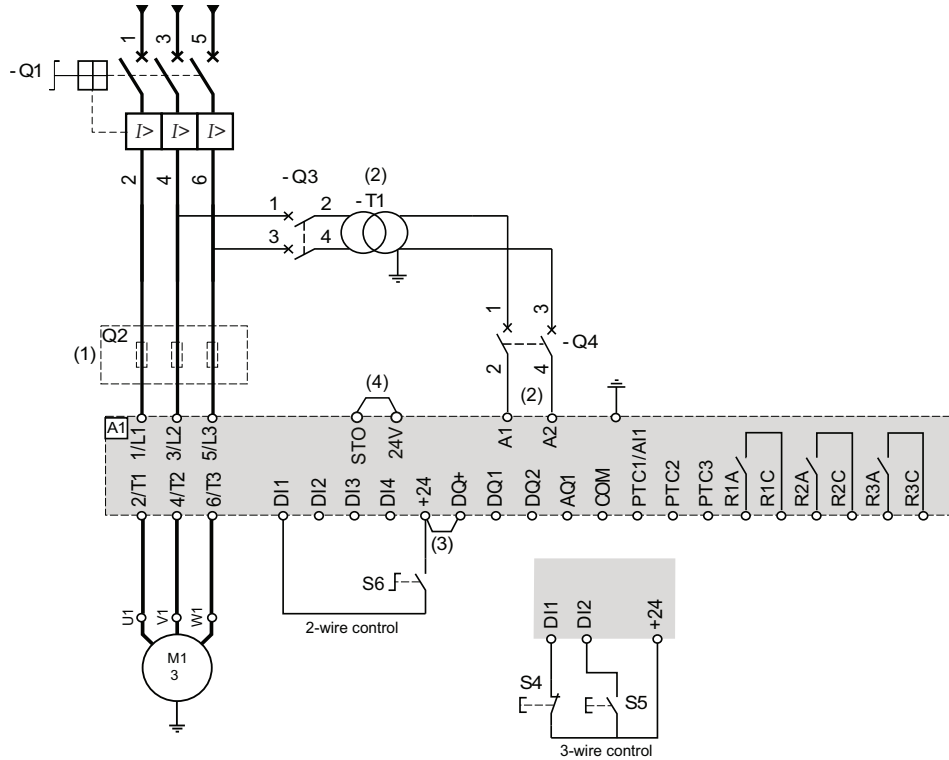 1 3 5
-Q1
I> I> I>
2 4 6
-Q3 (2)
1 2 -T1
3 4
1 3
-Q4
2 4
Q2
(1)
(4) (2)
A1
1/L1 3/L2 5/L3 STO 24V A1 A2
2/T1 4/T2 6/T3 DI1 DI2 DI3 DI4 +24 DQ+ DQ1 DQ2 AQ1 COM PTC1/AI1 PTC2 PTC3 R1A R1C R2A R2C R3A R3C
(3)
S6
2-wire control
U1 V1 W1
M1
3
DI1 DI2 +24
S4 S5
3-wire control